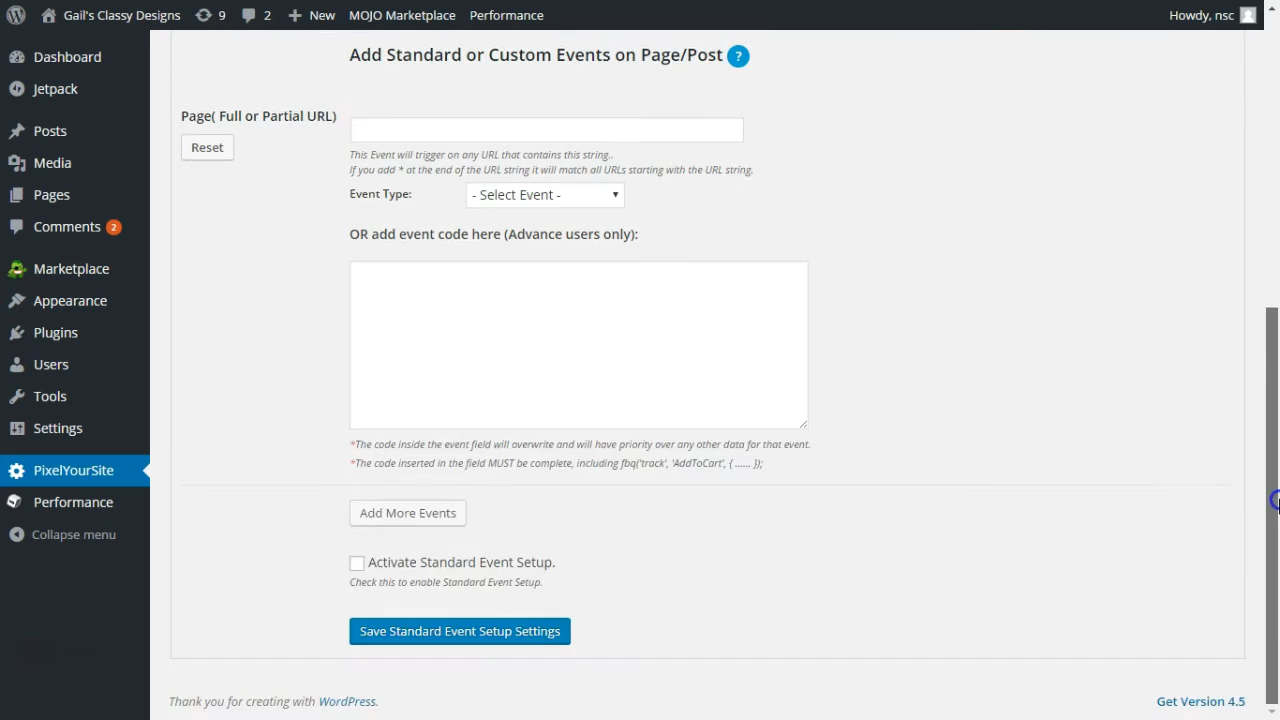 Gail's Classy Designs 9 2 New MOJO Marketplace Performance Howdy, nsc
Dashboard
Jetpack
Posts
Media
Pages
Comments 2
Marketplace
Appearance
Plugins
Users
Tools
Settings
PixelYourSite
Performance
Collapse menu
Add Standard or Custom Events on Page/Post ?
Page( Full or Partial URL)
Reset
This Event will trigger on any URL that contains this string..
If you add * at the end of the URL string it will match all URLs starting with the URL string.
Event Type: - Select Event -
OR add event code here (Advance users only):
*The code inside the event field will overwrite and will have priority over any other data for that event.
*The code inserted in the field MUST be complete, including fbq('track', 'AddToCart', { ...... });
Add More Events
Activate Standard Event Setup.
Check this to enable Standard Event Setup.
Save Standard Event Setup Settings
Thank you for creating with WordPress. Get Version 4.5